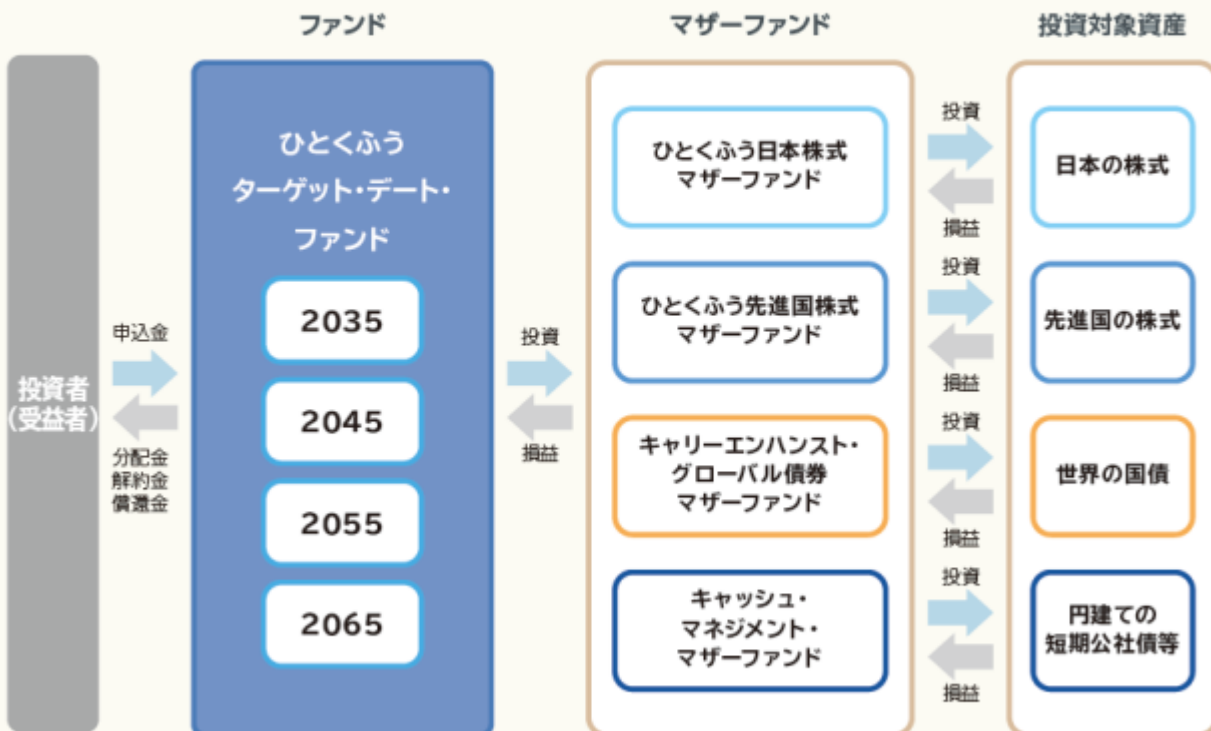 ファンド
マザーファンド
投資対象資産
投資者
(受益者)
申込金
分配金
解約金
償還金
ひとくふう
ターゲット・デート・
ファンド
2035
2045
2055
2065
投資
損益
ひとくふう日本株式
マザーファンド
投資
損益
日本の株式
ひとくふう先進国株式
マザーファンド
投資
損益
先進国の株式
キャリーエンハンスト・
グローバル債券
マザーファンド
投資
損益
世界の国債
キャッシュ・
マネジメント・
マザーファンド
投資
損益
円建ての
短期公社債等